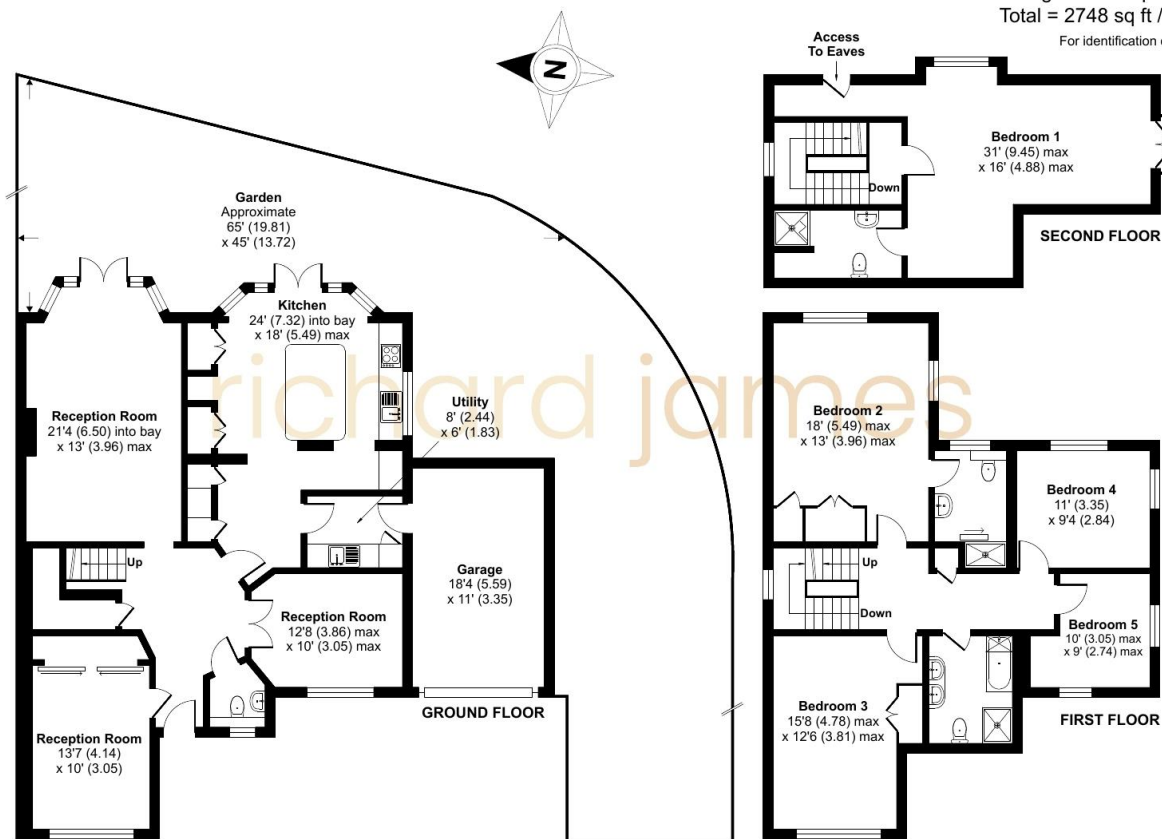 Total = 2748 sq ft /
For identification
Access
To Eaves
N
Bedroom 1
31' (9.45) max
x 16' (4.88) max
Down
SECOND FLOOR
Garden
Approximate
65' (19.81)
x 45' (13.72)
Kitchen
24' (7.32) into bay
x 18' (5.49) max
richard james
Utility
8' (2.44)
x 6' (1.83)
Reception Room
21'4 (6.50) into bay
x 13' (3.96) max
Bedroom 2
18' (5.49) max
x 13' (3.96) max
Bedroom 4
11' (3.35)
x 9'4 (2.84)
Up
Garage
18'4 (5.59)
x 11' (3.35)
Up
Down
Reception Room
12'8 (3.86) max
x 10' (3.05) max
Bedroom 5
10' (3.05) max
x 9' (2.74) max
GROUND FLOOR
Bedroom 3
15'8 (4.78) max
x 12'6 (3.81) max
FIRST FLOOR
Reception Room
13'7 (4.14)
x 10' (3.05)